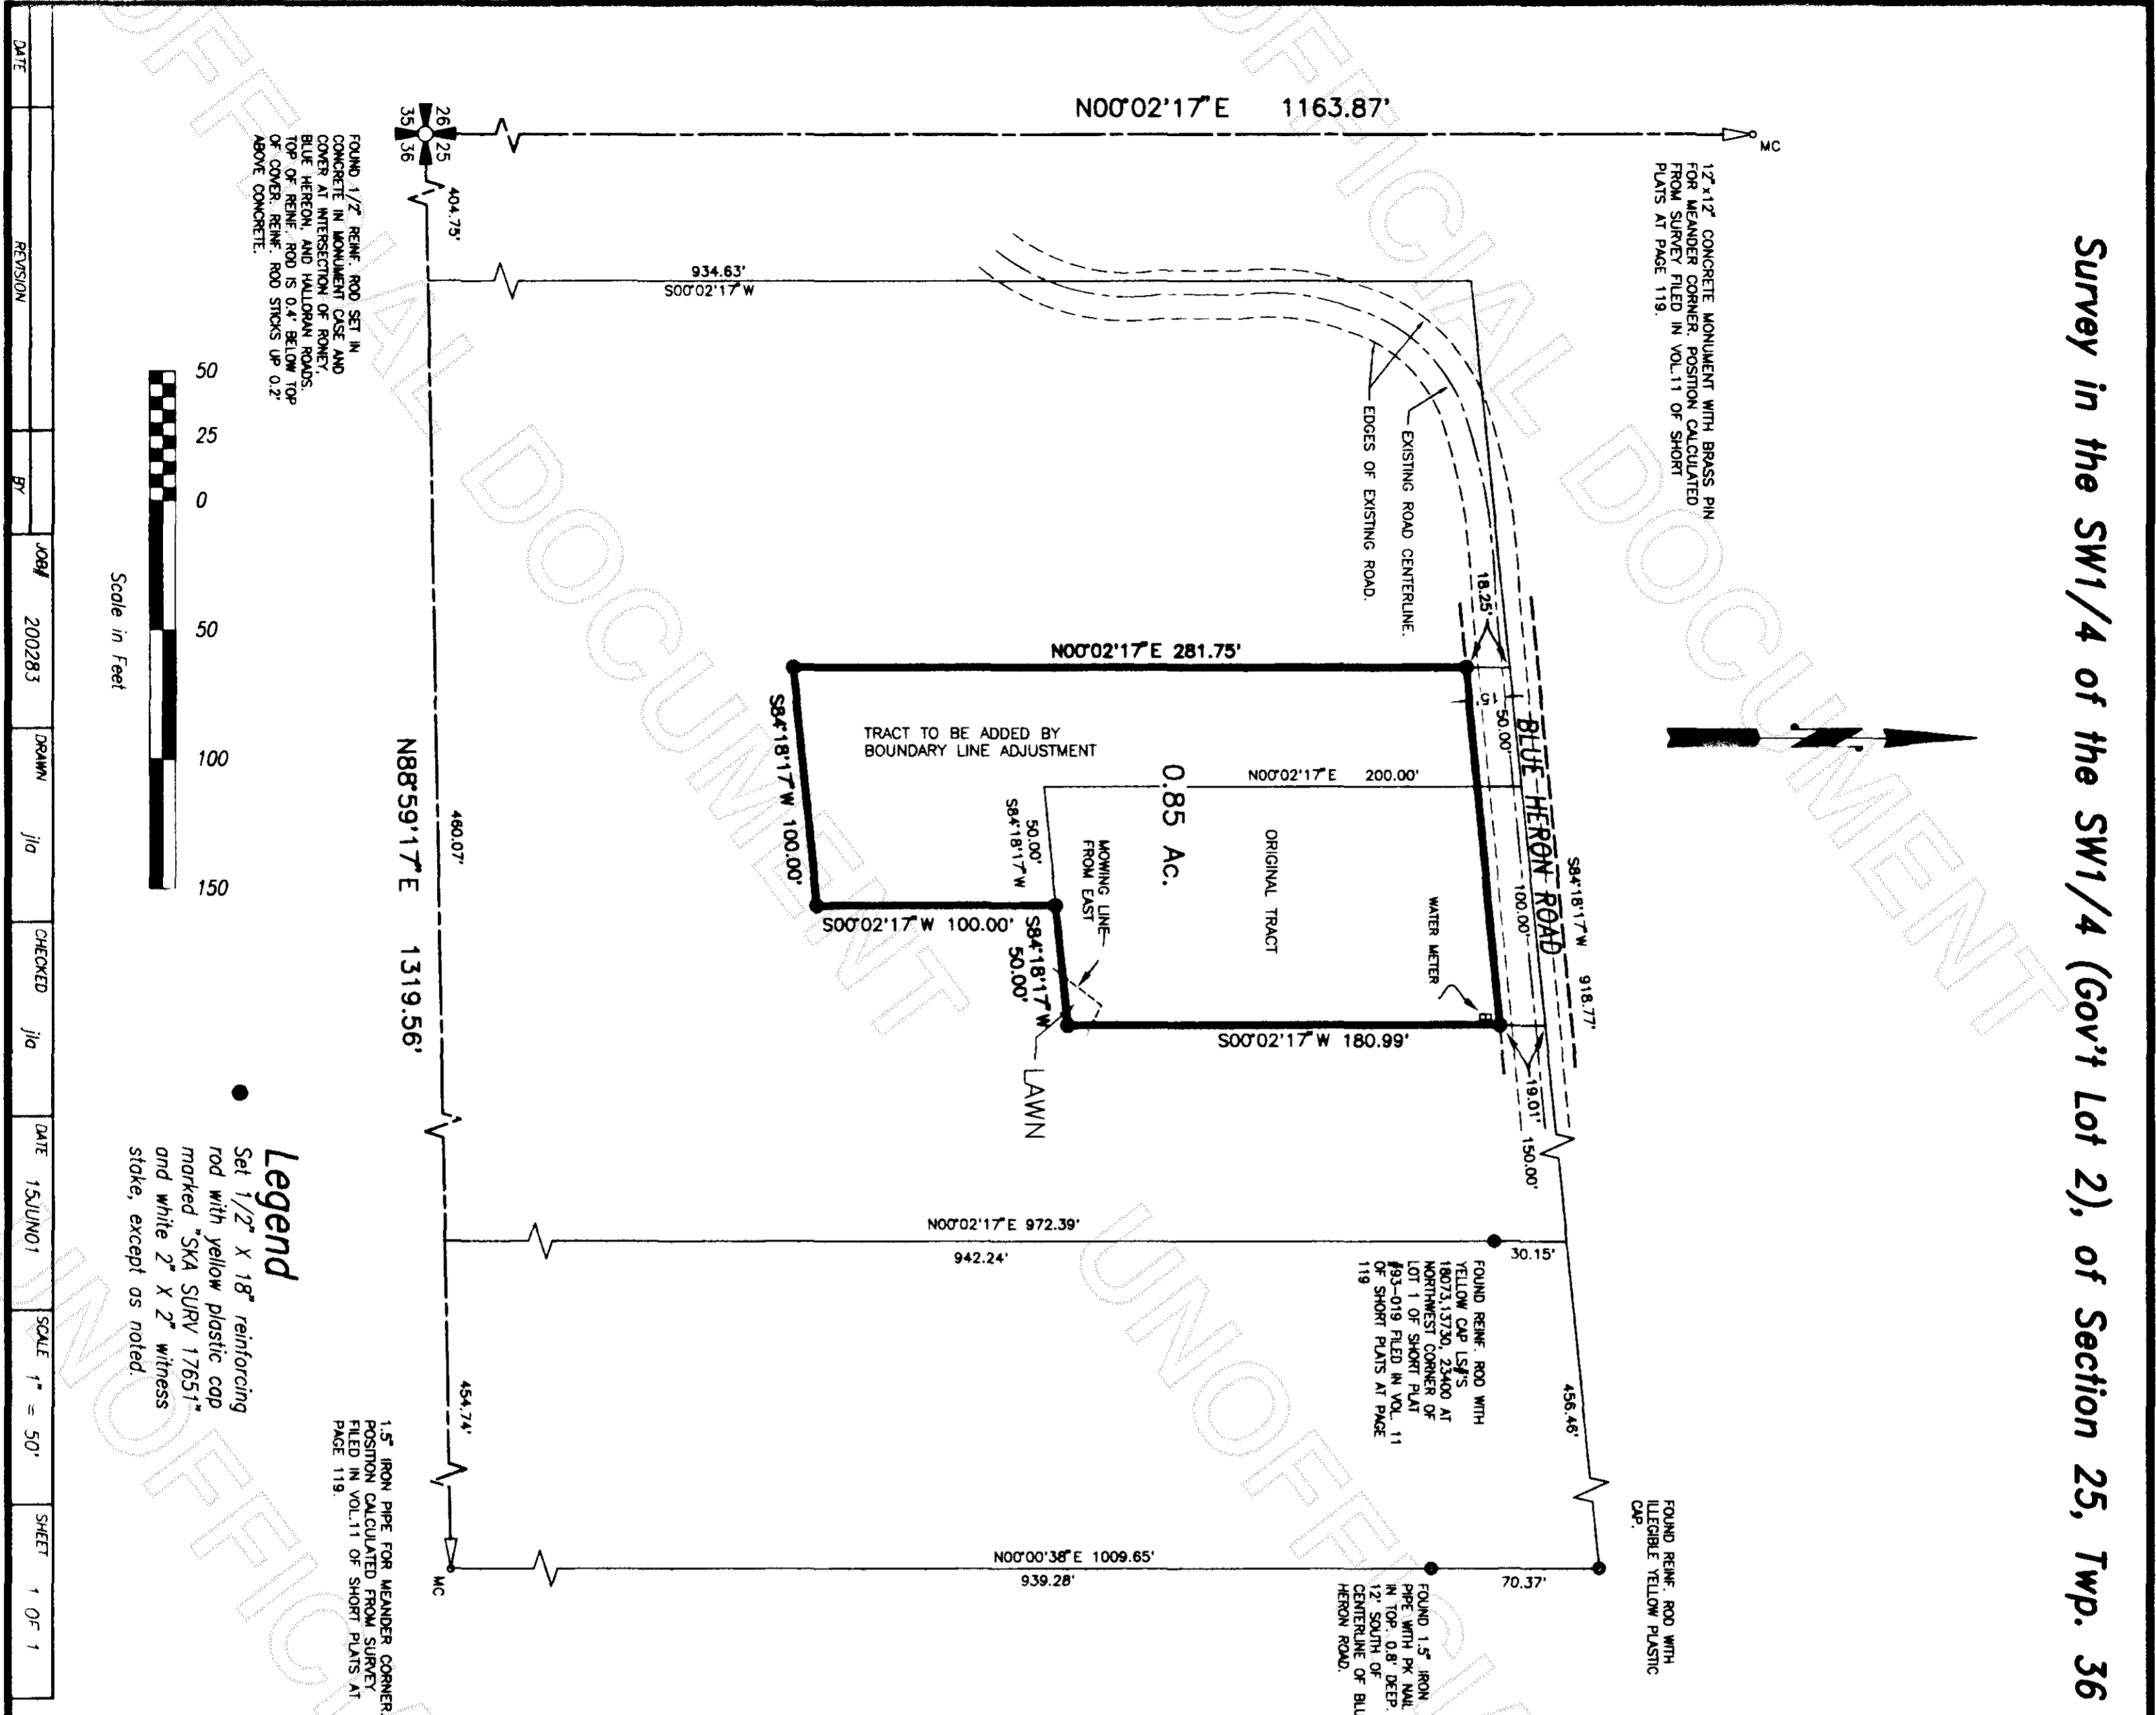 Survey in the SW1/4 of the SW1/4 (Gov't Lot 2), of Section 25, Twp. 36
N00°02'17"E 1163.87'
MC
12"x12" CONCRETE MONUMENT WITH BRASS PIN
FOR MEANDER CORNER. POSITION CALCULATED
FROM SURVEY FILED IN VOL.11 OF SHORT
PLATS AT PAGE 119.
26
25
35
36
FOUND 1/2" REINF. ROD SET IN
CONCRETE IN MONUMENT CASE AND
COVER AT INTERSECTION OF RONEY,
BLUE HERON, AND HALLORAN ROADS.
TOP OF REINF. ROD IS 0.4' BELOW TOP
OF COVER. REINF. ROD STICKS UP 0.2'
ABOVE CONCRETE.
404.75'
934.63'
S00°02'17"W
EXISTING ROAD CENTERLINE.
EDGES OF EXISTING ROAD.
18.25'
N00°02'17"E 281.75'
15'
50.00'
BLUE HERON ROAD
100.00'
S84°18'17"W 918.77'
TRACT TO BE ADDED BY
BOUNDARY LINE ADJUSTMENT
N00°02'17"E 200.00'
0.85 Ac.
ORIGINAL TRACT
WATER METER
S84°18'17"W 100.00'
50.00'
S84°18'17"W
MOWING LINE
FROM EAST
S00°02'17"W 100.00'
S84°18'17"W
50.00'
LAWN
S00°02'17"W 180.99'
19.01'
150.00'
460.07'
N88°59'17"E 1319.56'
N00°02'17"E 972.39'
942.24'
30.15'
FOUND REINF. ROD WITH
YELLOW CAP LS#'S
18073,13730, 23400 AT
NORTHWEST CORNER OF
LOT 1 OF SHORT PLAT
#93-019 FILED IN VOL. 11
OF SHORT PLATS AT PAGE
119
456.46'
FOUND REINF. ROD WITH
ILLEGIBLE YELLOW PLASTIC
CAP.
454.74'
MC
N00°00'38"E 1009.65'
939.28'
70.37'
FOUND 1.5" IRON
PIPE WITH PK NAIL
IN TOP. 0.8' DEEP.
12' SOUTH OF
CENTERLINE OF BLU
HERON ROAD.
1.5" IRON PIPE FOR MEANDER CORNER.
POSITION CALCULATED FROM SURVEY
FILED IN VOL.11 OF SHORT PLATS AT
PAGE 119.
50 25 0 50 100 150
Scale in Feet
Legend
Set 1/2" X 18" reinforcing
rod with yellow plastic cap
marked "SKA SURV 17651"
and white 2" X 2" witness
stake, except as noted.
DATE REVISION BY JOB# 200283 DRAWN jla CHECKED jla DATE 15JUN01 SCALE 1" = 50' SHEET 1 OF 1
UNOFFICIAL DOCUMENT
UNOFFICIAL DOCUMENT
UNOFFICIAL
UNOFFICIAL